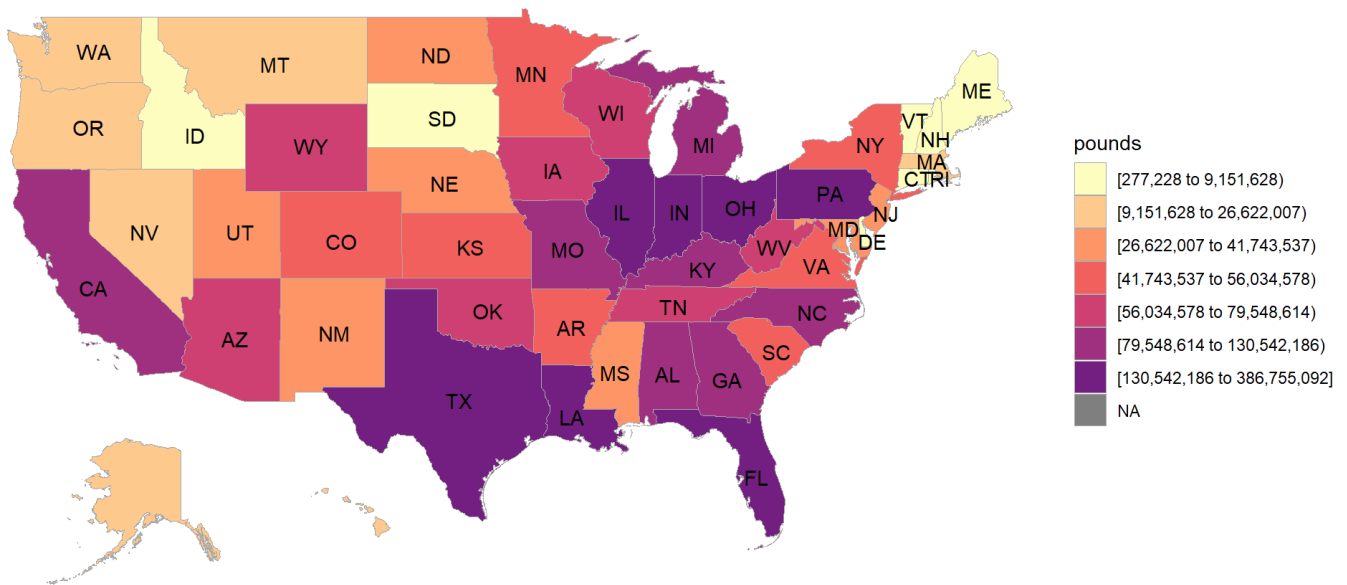 WA
MT
ND
MN
ME
OR
ID
SD
WI
VT
NH
NY
MA
WY
MI
CT
RI
IA
NE
PA
NV
UT
IL
IN
OH
NJ
MD
DE
CO
KS
MO
WV
VA
KY
CA
AZ
NM
OK
AR
TN
NC
SC
MS
AL
GA
TX
LA
FL
pounds
[277,228 to 9,151,628)
[9,151,628 to 26,622,007)
[26,622,007 to 41,743,537)
[41,743,537 to 56,034,578)
[56,034,578 to 79,548,614)
[79,548,614 to 130,542,186)
[130,542,186 to 386,755,092]
NA